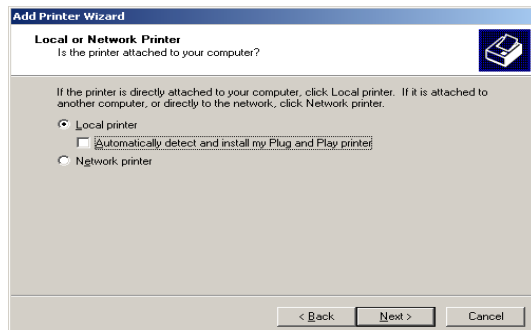 Add Printer Wizard
Local or Network Printer
Is the printer attached to your computer?
If the printer is directly attached to your computer, click Local printer. If it is attached to
another computer, or directly to the network, click Network printer.
Local printer
Automatically detect and install my Plug and Play printer
Network printer
< Back
Next >
Cancel